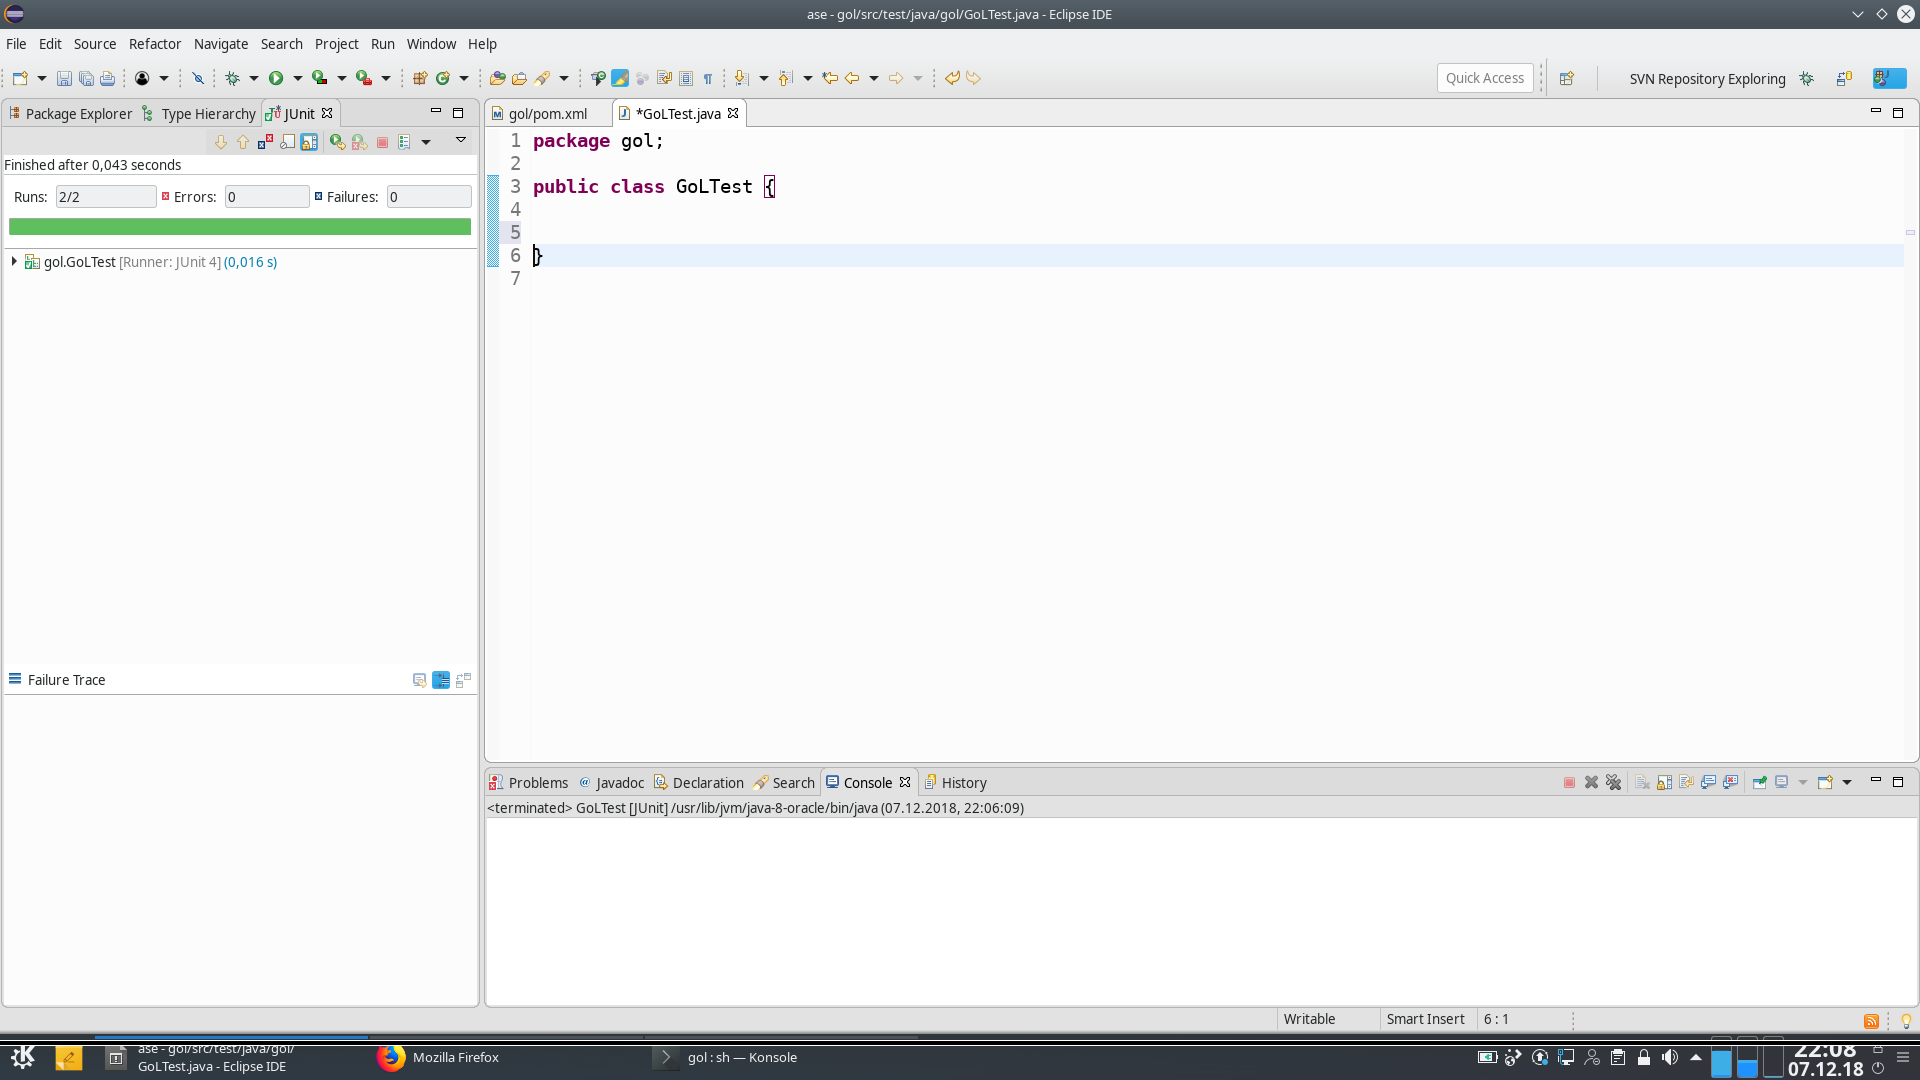 ase - gol/src/test/java/gol/GoLTest.java - Eclipse IDE
File Edit Source Refactor Navigate Search Project Run Window Help
Quick Access
SVN Repository Exploring
Package Explorer Type Hierarchy JUnit
gol/pom.xml *GoLTest.java
Finished after 0,043 seconds
Runs: 2/2 Errors: 0 Failures: 0
gol.GoLTest [Runner: JUnit 4] (0,016 s)
Failure Trace
1 package gol;
2
3 public class GoLTest {
4
5
6 }
7
Problems Javadoc Declaration Search Console History
<terminated> GoLTest [JUnit] /usr/lib/jvm/java-8-oracle/bin/java (07.12.2018, 22:06:09)
Writable Smart Insert 6 : 1
ase - gol/src/test/java/gol/
GoLTest.java - Eclipse IDE
Mozilla Firefox
gol : sh — Konsole
22:08
07.12.18